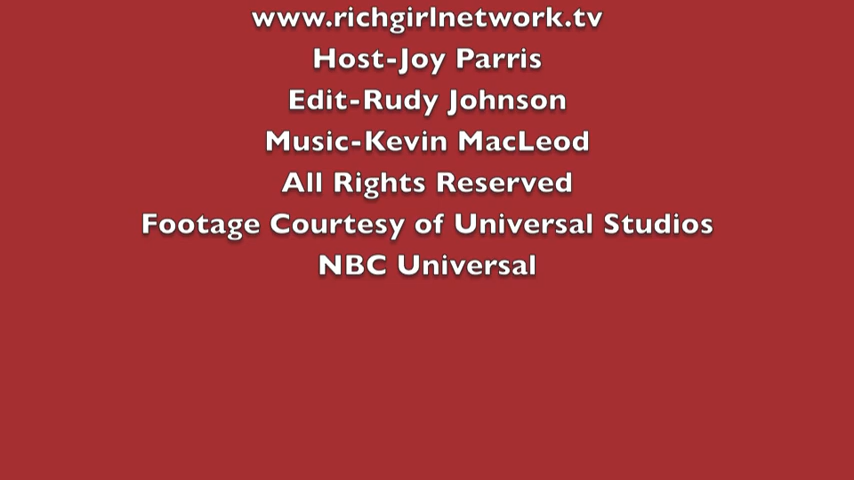 www.richgirlnetwork.tv
Host-Joy Parris
Edit-Rudy Johnson
Music-Kevin MacLeod
All Rights Reserved
Footage Courtesy of Universal Studios
NBC Universal